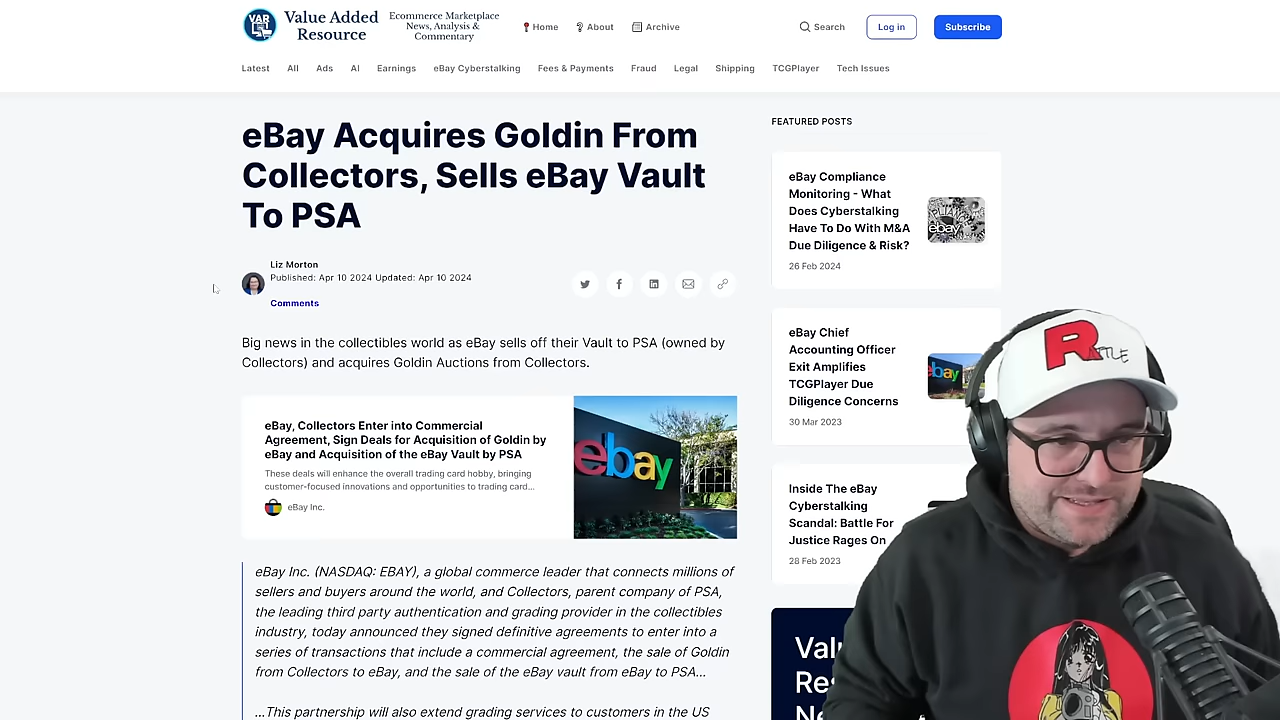 VAR
Value Added
Resource
Ecommerce Marketplace
News, Analysis &
Commentary
Home
About
Archive
Search
Log in
Subscribe
Latest
All
Ads
AI
Earnings
eBay Cyberstalking
Fees & Payments
Fraud
Legal
Shipping
TCGPlayer
Tech Issues
eBay Acquires Goldin From
Collectors, Sells eBay Vault
To PSA
Liz Morton
Published: Apr 10 2024 Updated: Apr 10 2024
Comments
Big news in the collectibles world as eBay sells off their Vault to PSA (owned by
Collectors) and acquires Goldin Auctions from Collectors.
eBay, Collectors Enter into Commercial
Agreement, Sign Deals for Acquisition of Goldin by
eBay and Acquisition of the eBay Vault by PSA
These deals will enhance the overall trading card hobby, bringing
customer-focused innovations and opportunities to trading card...
eBay Inc.
ebay
eBay Inc. (NASDAQ: EBAY), a global commerce leader that connects millions of
sellers and buyers around the world, and Collectors, parent company of PSA,
the leading third party authentication and grading provider in the collectibles
industry, today announced they signed definitive agreements to enter into a
series of transactions that include a commercial agreement, the sale of Goldin
from Collectors to eBay, and the sale of the eBay vault from eBay to PSA...
...This partnership will also extend grading services to customers in the US
FEATURED POSTS
eBay Compliance
Monitoring - What
Does Cyberstalking
Have To Do With M&A
Due Diligence & Risk?
26 Feb 2024
ebay
eBay Chief
Accounting Officer
Exit Amplifies
TCGPlayer Due
Diligence Concerns
30 Mar 2023
ebay
Inside The eBay
Cyberstalking
Scandal: Battle For
Justice Rages On
28 Feb 2023
RATTLE